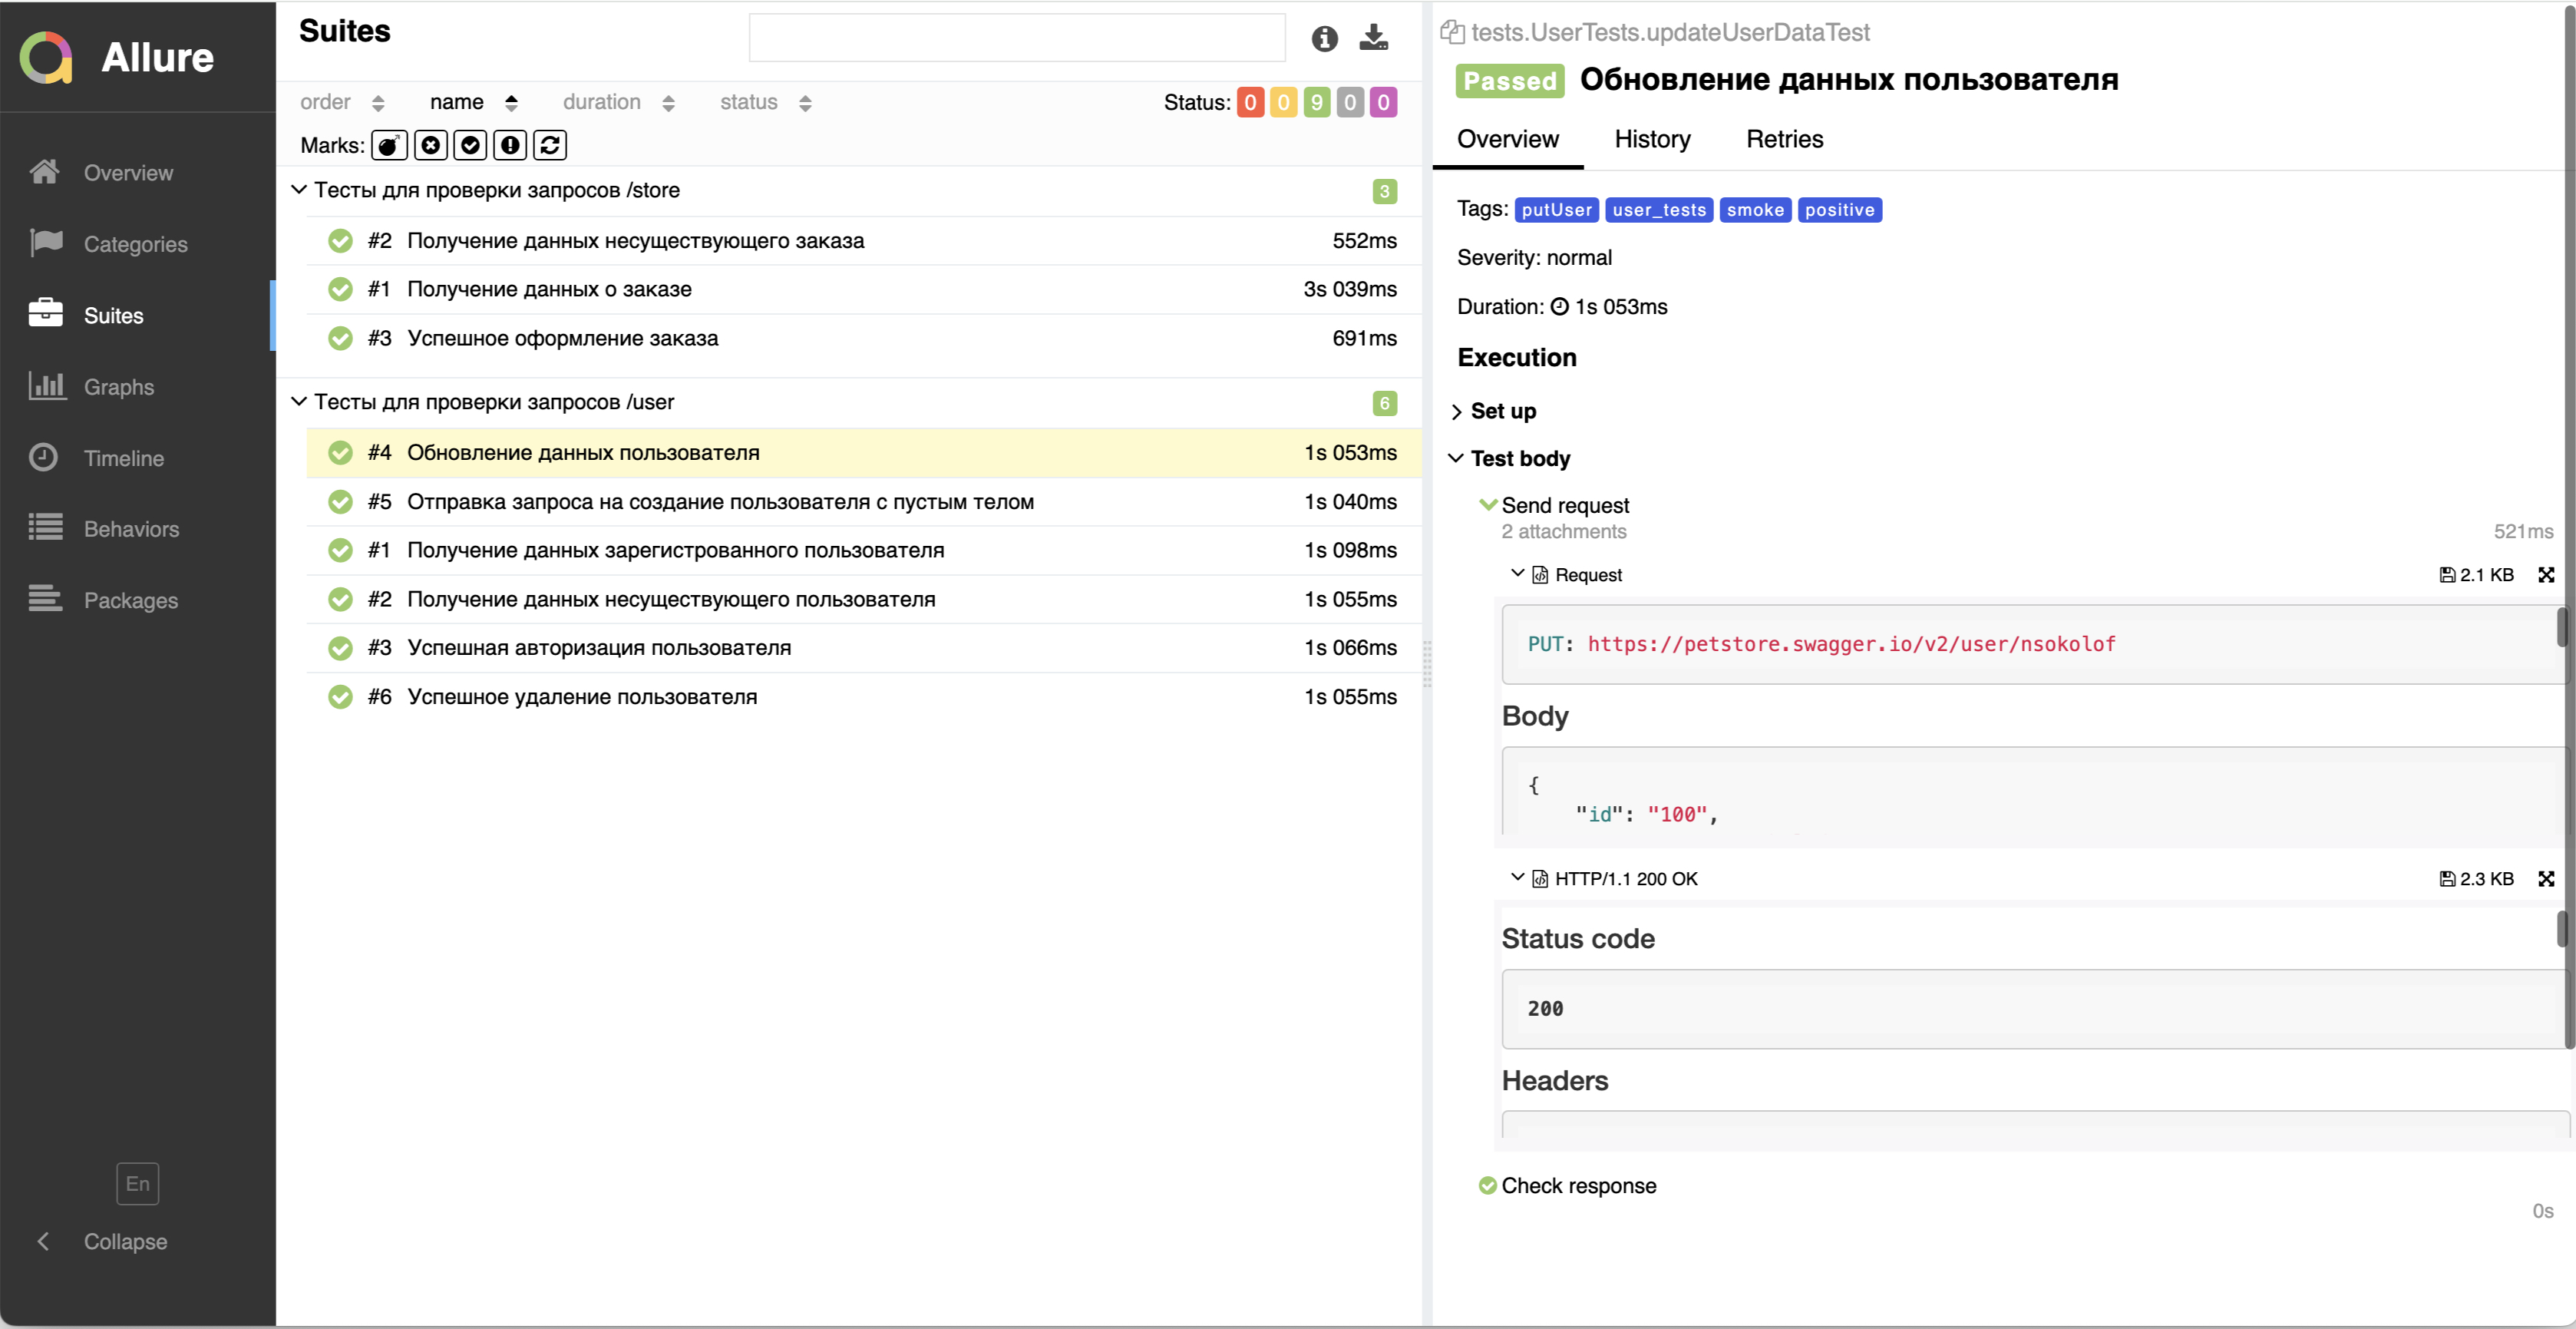 Allure
Overview
Categories
Suites
Graphs
Timeline
Behaviors
Packages
En
Collapse
Suites
order name duration status
Status: 0 0 9 0 0
Marks:
Тесты для проверки запросов /store 3
#2 Получение данных несуществующего заказа 552ms
#1 Получение данных о заказе 3s 039ms
#3 Успешное оформление заказа 691ms
Тесты для проверки запросов /user 6
#4 Обновление данных пользователя 1s 053ms
#5 Отправка запроса на создание пользователя с пустым телом 1s 040ms
#1 Получение данных зарегистрованного пользователя 1s 098ms
#2 Получение данных несуществующего пользователя 1s 055ms
#3 Успешная авторизация пользователя 1s 066ms
#6 Успешное удаление пользователя 1s 055ms
tests.UserTests.updateUserDataTest
Passed Обновление данных пользователя
Overview History Retries
Tags: putUser user_tests smoke positive
Severity: normal
Duration: 1s 053ms
Execution
Set up
Test body
Send request
2 attachments 521ms
Request 2.1 KB
PUT: https://petstore.swagger.io/v2/user/nsokolof
Body
{
"id": "100",
HTTP/1.1 200 OK 2.3 KB
Status code
200
Headers
Check response
0s